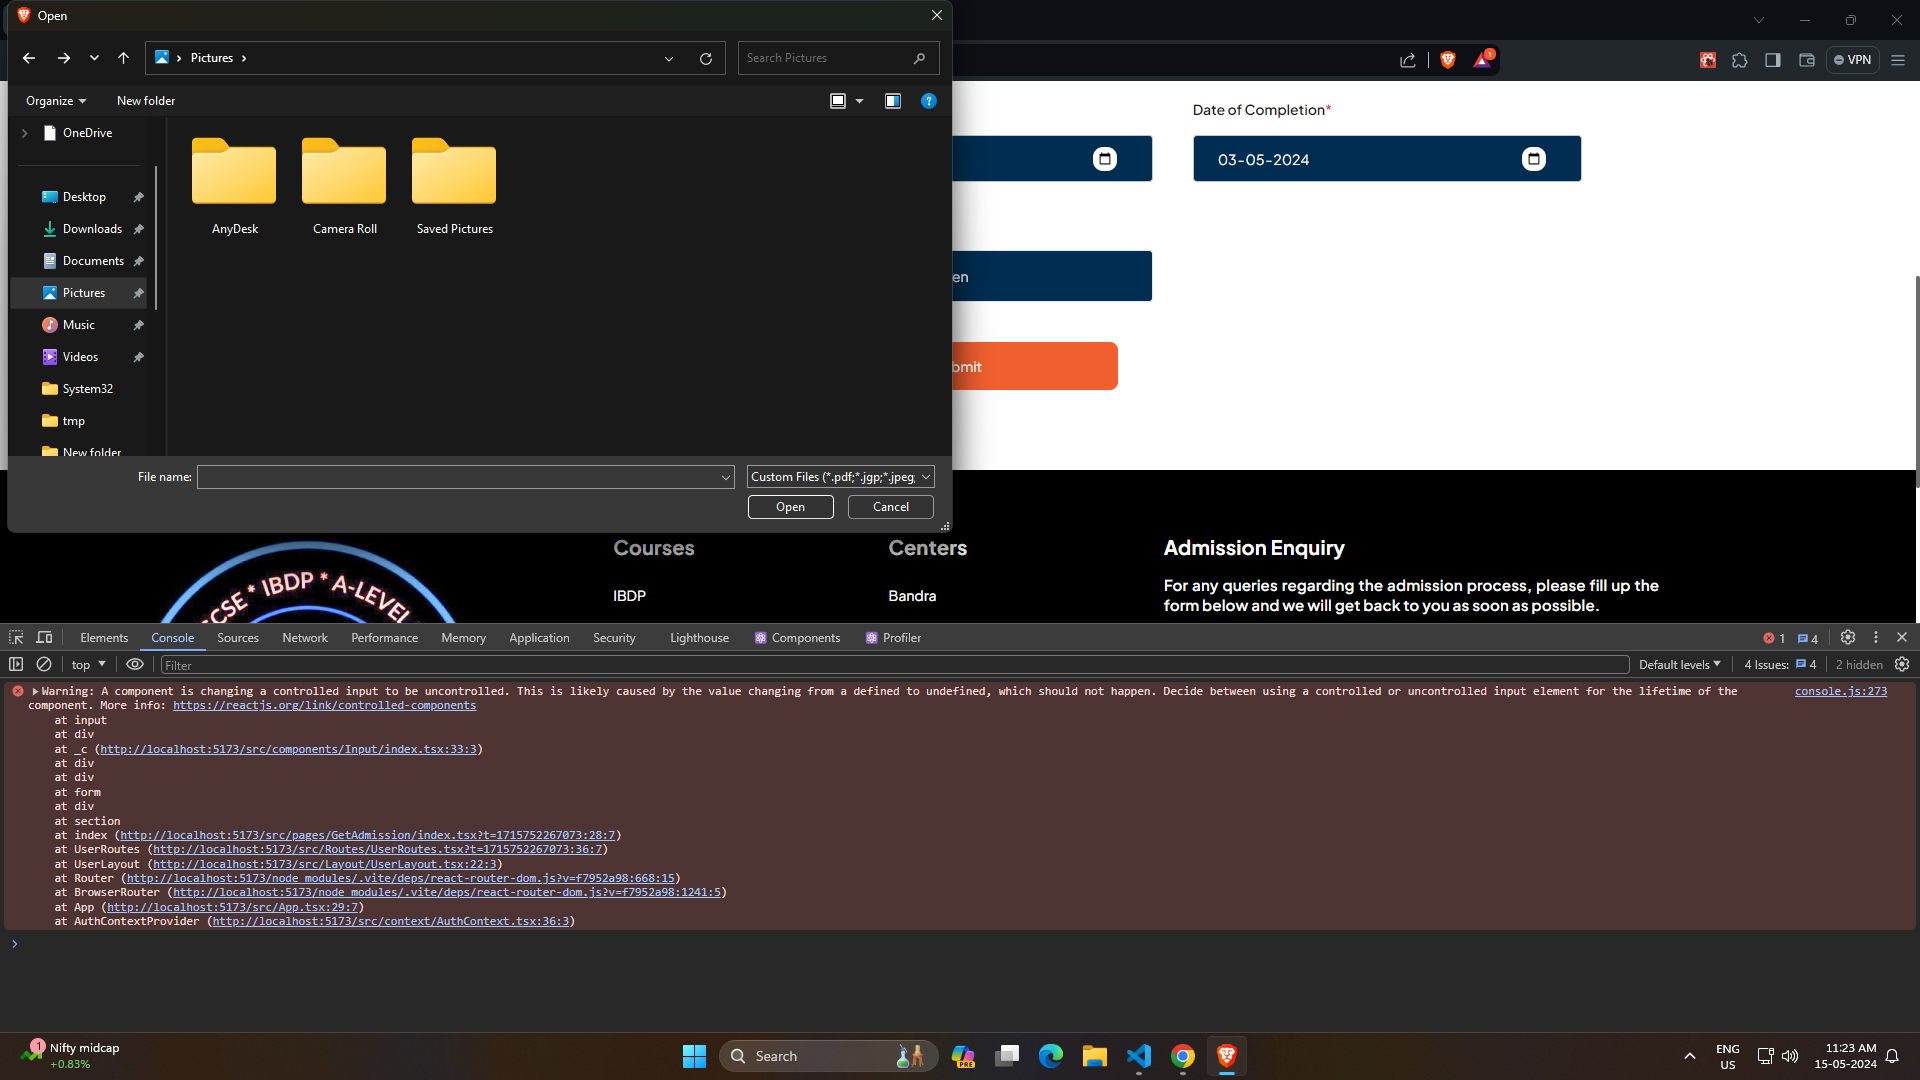 Open
Pictures
Search Pictures
Organize
New folder
?
OneDrive
Desktop
Downloads
Documents
Pictures
Music
Videos
System32
tmp
New folder
AnyDesk
Camera Roll
Saved Pictures
File name:
Custom Files (*.pdf;*.jgp;*.jpeg;
Open
Cancel
1
VPN
Date of Completion*
03-05-2024
en
bmit
CSE * IBDP * A-LEVEL
Courses
IBDP
Centers
Bandra
Admission Enquiry
For any queries regarding the admission process, please fill up the
form below and we will get back to you as soon as possible.
Elements
Console
Sources
Network
Performance
Memory
Application
Security
Lighthouse
Components
Profiler
1
4
top
Filter
Default levels
4 Issues:
4
2 hidden
Warning: A component is changing a controlled input to be uncontrolled. This is likely caused by the value changing from a defined to undefined, which should not happen. Decide between using a controlled or uncontrolled input element for the lifetime of the
console.js:273
component. More info: https://reactjs.org/link/controlled-components
at input
at div
at _c (http://localhost:5173/src/components/Input/index.tsx:33:3)
at div
at div
at form
at div
at section
at index (http://localhost:5173/src/pages/GetAdmission/index.tsx?t=1715752267073:28:7)
at UserRoutes (http://localhost:5173/src/Routes/UserRoutes.tsx?t=1715752267073:36:7)
at UserLayout (http://localhost:5173/src/Layout/UserLayout.tsx:22:3)
at Router (http://localhost:5173/node_modules/.vite/deps/react-router-dom.js?v=f7952a98:668:15)
at BrowserRouter (http://localhost:5173/node_modules/.vite/deps/react-router-dom.js?v=f7952a98:1241:5)
at App (http://localhost:5173/src/App.tsx:29:7)
at AuthContextProvider (http://localhost:5173/src/context/AuthContext.tsx:36:3)
1
Nifty midcap
+0.83%
Search
PRE
ENG
US
11:23 AM
15-05-2024